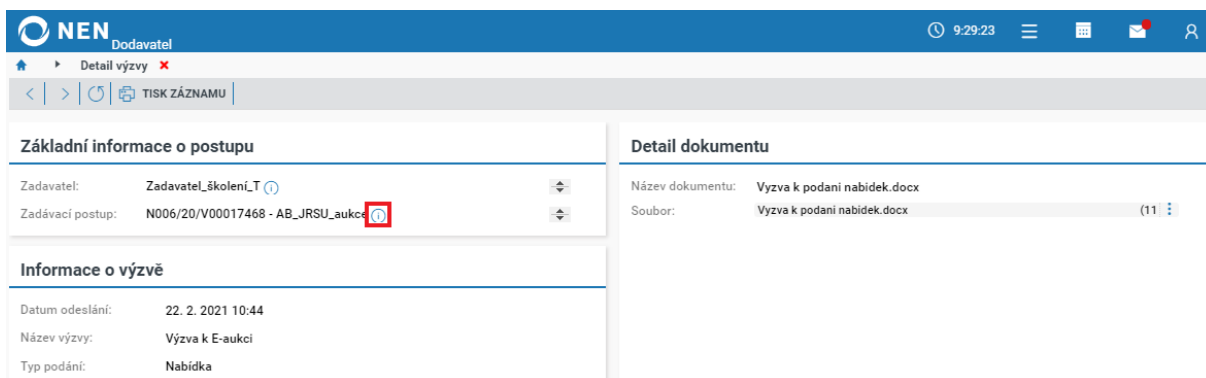 NEN Dodavatel
9:29:23
Detail výzvy
TISK ZÁZNAMU
Základní informace o postupu
Zadavatel: Zadavatel_školení_T
Zadávací postup: N006/20/V00017468 - AB_JRSU_aukce
Informace o výzvě
Datum odeslání: 22. 2. 2021 10:44
Název výzvy: Výzva k E-aukci
Typ podání: Nabídka
Detail dokumentu
Název dokumentu: Vyzva k podani nabidek.docx
Soubor: Vyzva k podani nabidek.docx (11